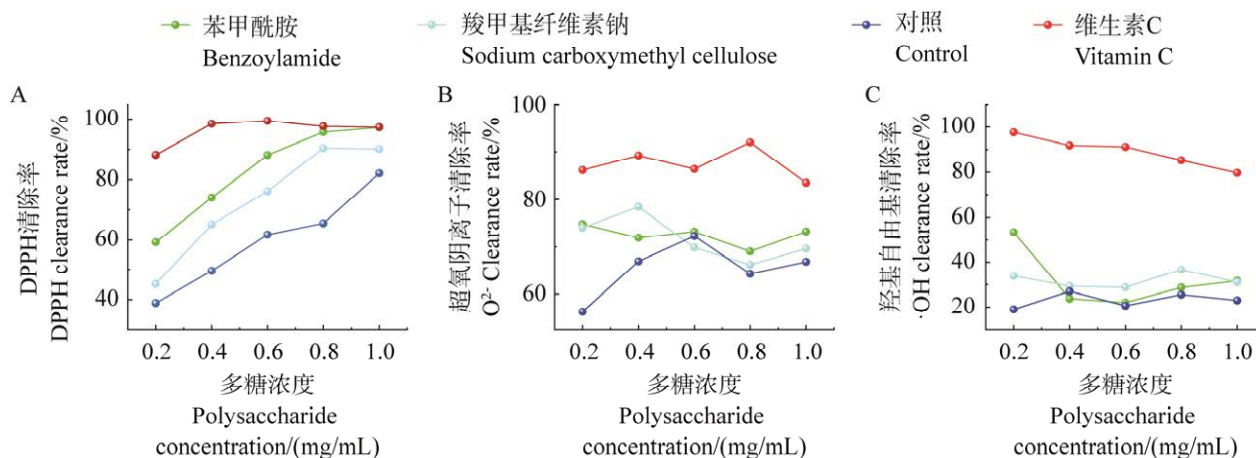 苯甲酰胺
Benzoylamide
羧甲基纤维素钠
Sodium carboxymethyl cellulose
对照
Control
维生素C
Vitamin C
A
DPPH清除率
DPPH clearance rate/%
100
80
60
40
0.2 0.4 0.6 0.8 1.0
多糖浓度
Polysaccharide
concentration/(mg/mL)
B
超氧阴离子清除率
O²⁻ Clearance rate/%
100
80
60
0.2 0.4 0.6 0.8 1.0
多糖浓度
Polysaccharide
concentration/(mg/mL)
C
羟基自由基清除率
·OH clearance rate/%
100
80
60
40
20
0.2 0.4 0.6 0.8 1.0
多糖浓度
Polysaccharide
concentration/(mg/mL)